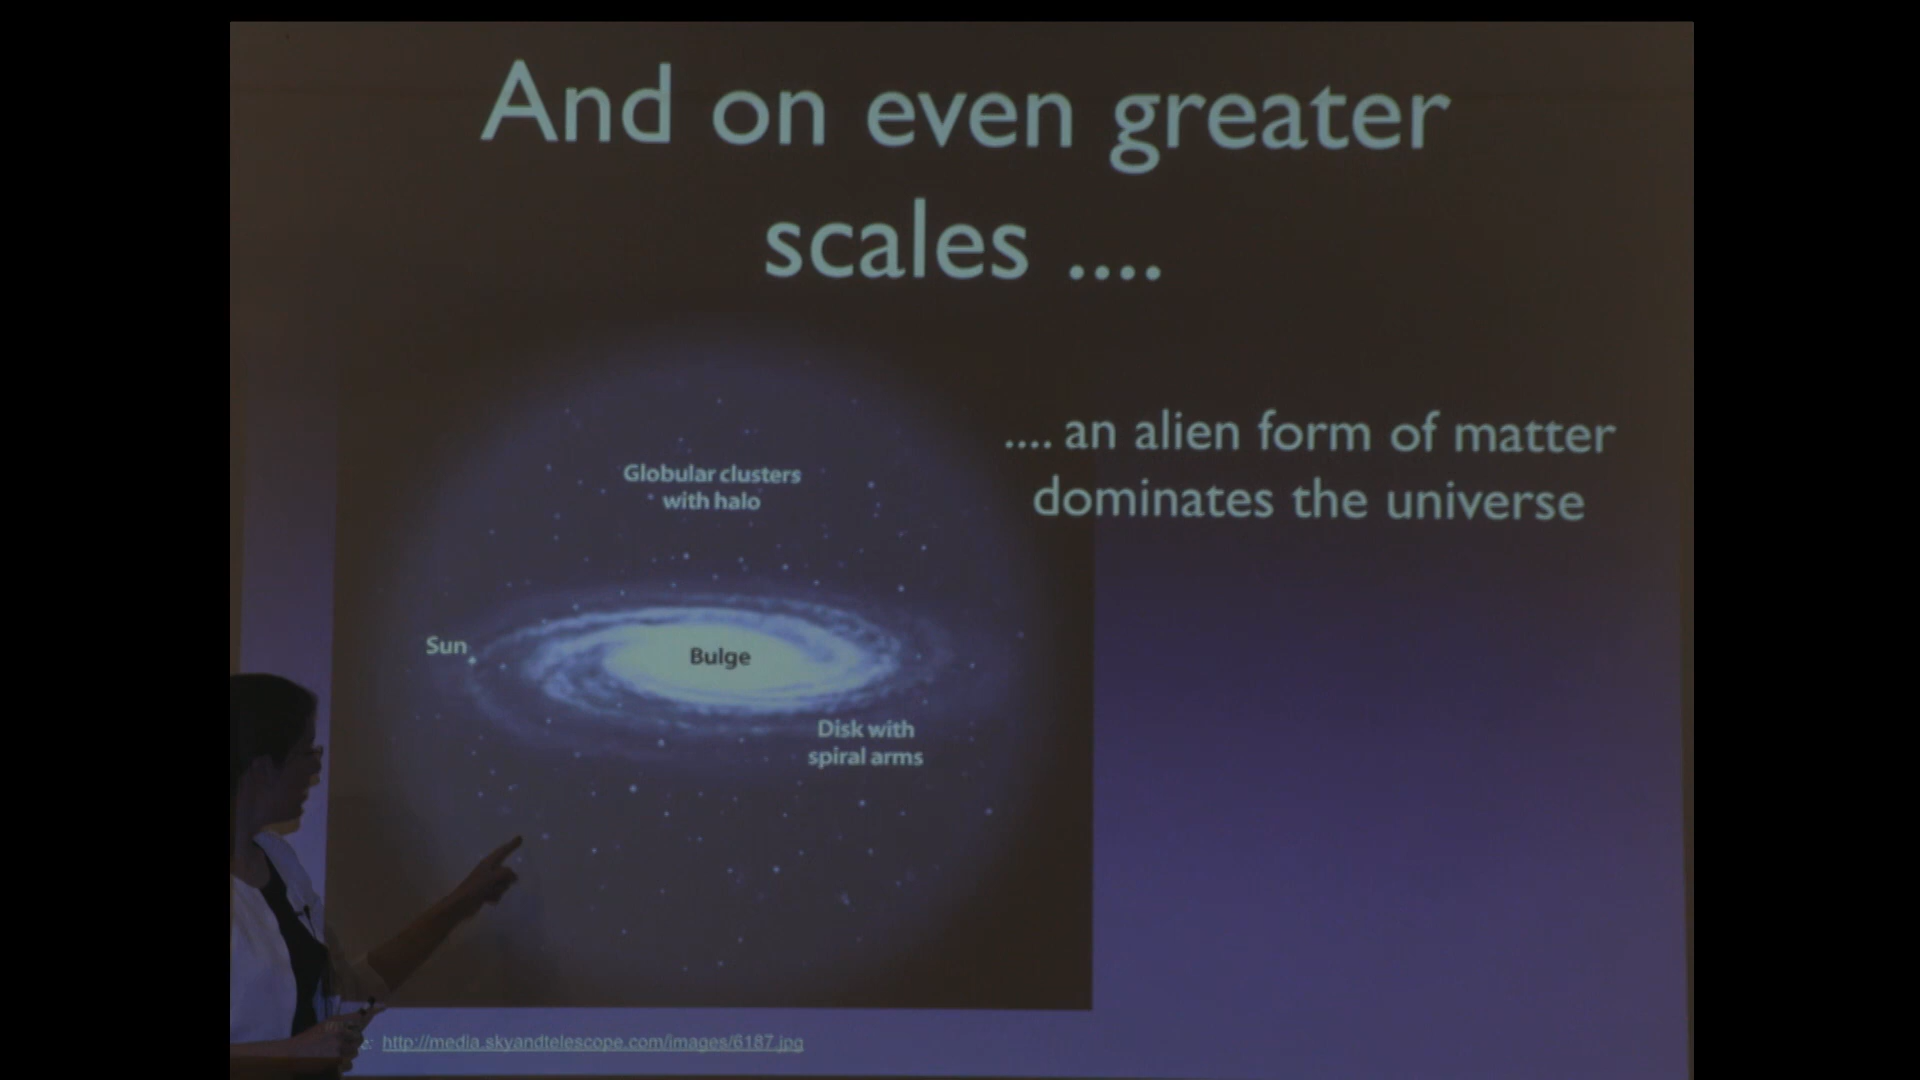 And on even greater
scales ....
.... an alien form of matter
dominates the universe
Globular clusters
with halo
Sun
Bulge
Disk with
spiral arms
http://media.skyandtelescope.com/images/6187.jpg